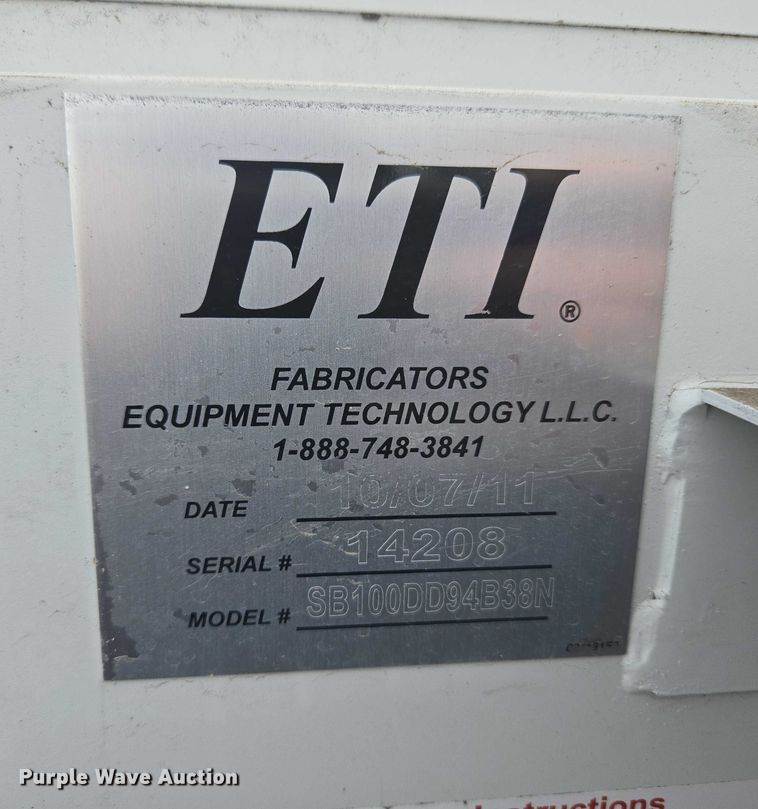 ETI®
FABRICATORS
EQUIPMENT TECHNOLOGY L.L.C.
1-888-748-3841
DATE 10/07/11
SERIAL # 14208
MODEL # SB100DD94B38N
Purple Wave Auction